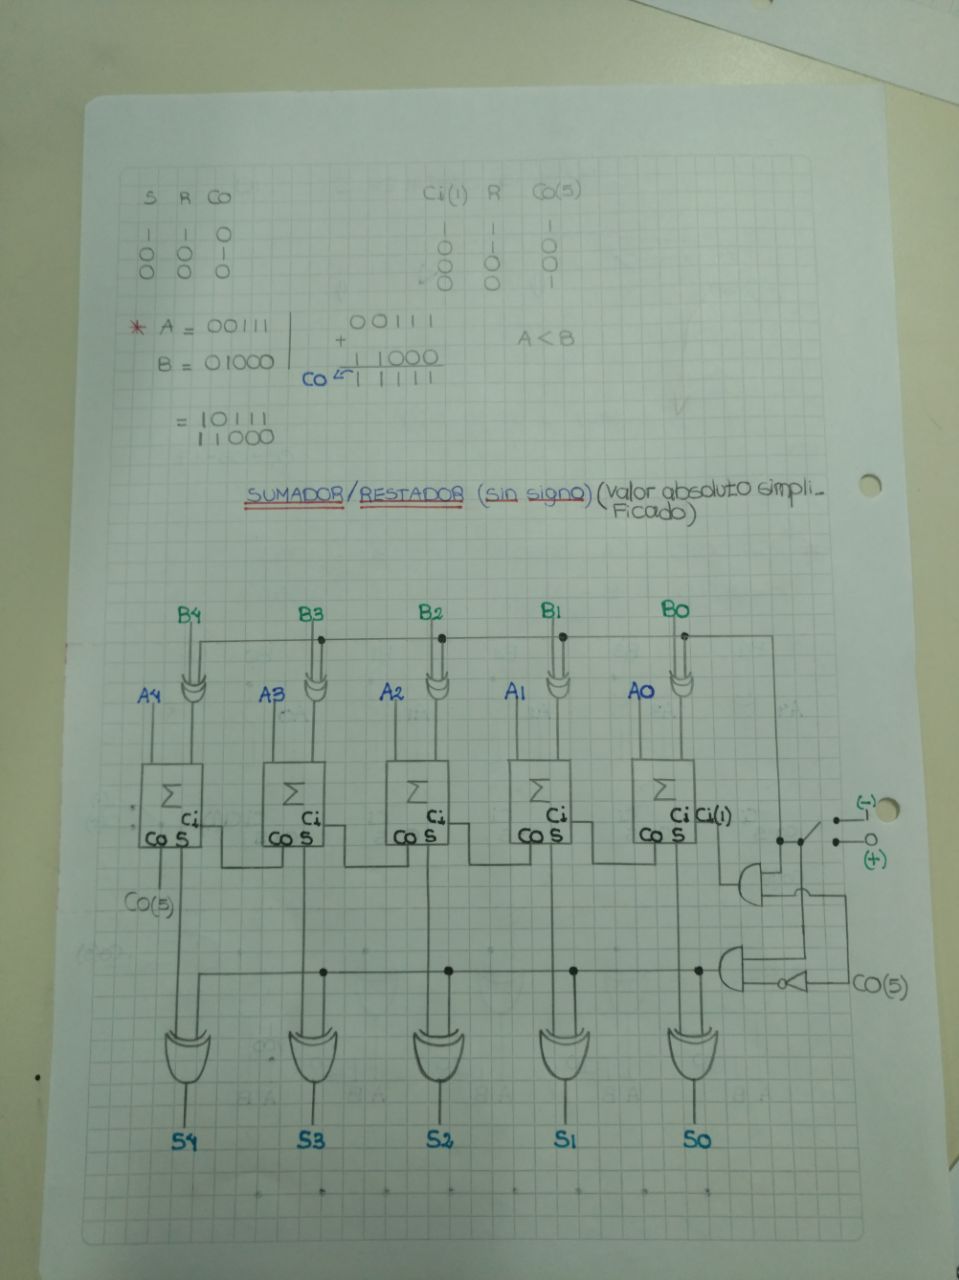 S R Co
1 1 0
0 0 1
0 0 0
Ci(1) R Co(5)
1 1 1
0 1 0
0 0 0
0 0 1
* A = 00111
B = 01000
= 10111
11000
00111
+
11000
Co ↙ 11111
A < B
SUMADOR/RESTADOR (sin signo) (valor absoluto simpli-
ficado)
B4 B3 B2 B1 B0
A4 A3 A2 A1 A0
Σ Σ Σ Σ Σ
Ci Ci Ci Ci Ci Ci(1)
Co S Co S Co S Co S Co S
(-)
1
0
(+)
Co(5)
Co(5)
S4 S3 S2 S1 S0